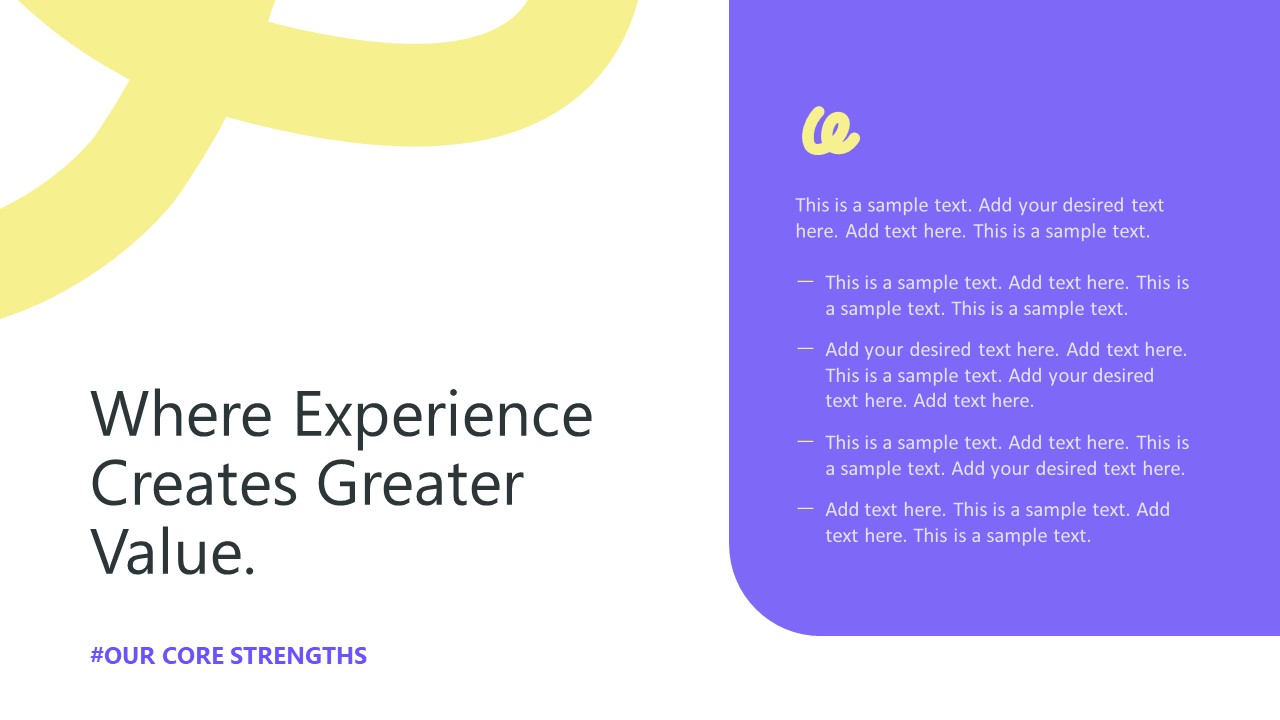 Where Experience
Creates Greater
Value.
#OUR CORE STRENGTHS
This is a sample text. Add your desired text
here. Add text here. This is a sample text.
— This is a sample text. Add text here. This is
a sample text. This is a sample text.
— Add your desired text here. Add text here.
This is a sample text. Add your desired
text here. Add text here.
— This is a sample text. Add text here. This is
a sample text. Add your desired text here.
— Add text here. This is a sample text. Add
text here. This is a sample text.